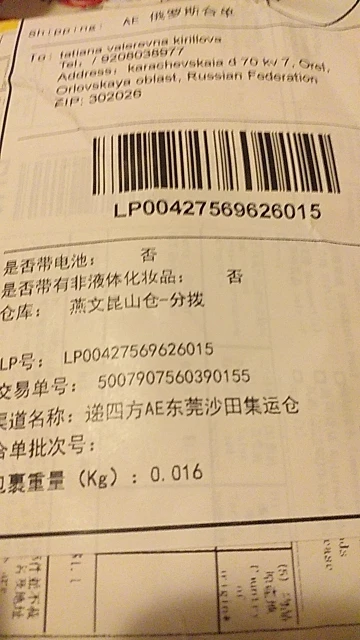 Shipping: AE 俄罗斯合单
To: tatiana valerevna kirillova
Tel: / 9208038977
Address: karachevskaia d 70 kv 7, Orel,
Orlovskaya oblast, Russian Federation
ZIP: 302026
LP00427569626015
是否带电池: 否
是否带有非液体化妆品: 否
仓库: 燕文昆山仓-分拨
LP号: LP00427569626015
交易单号: 5007907560390155
渠道名称: 递四方AE东莞沙田集运仓
合单批次号:
包裹重量 (Kg) : 0.016